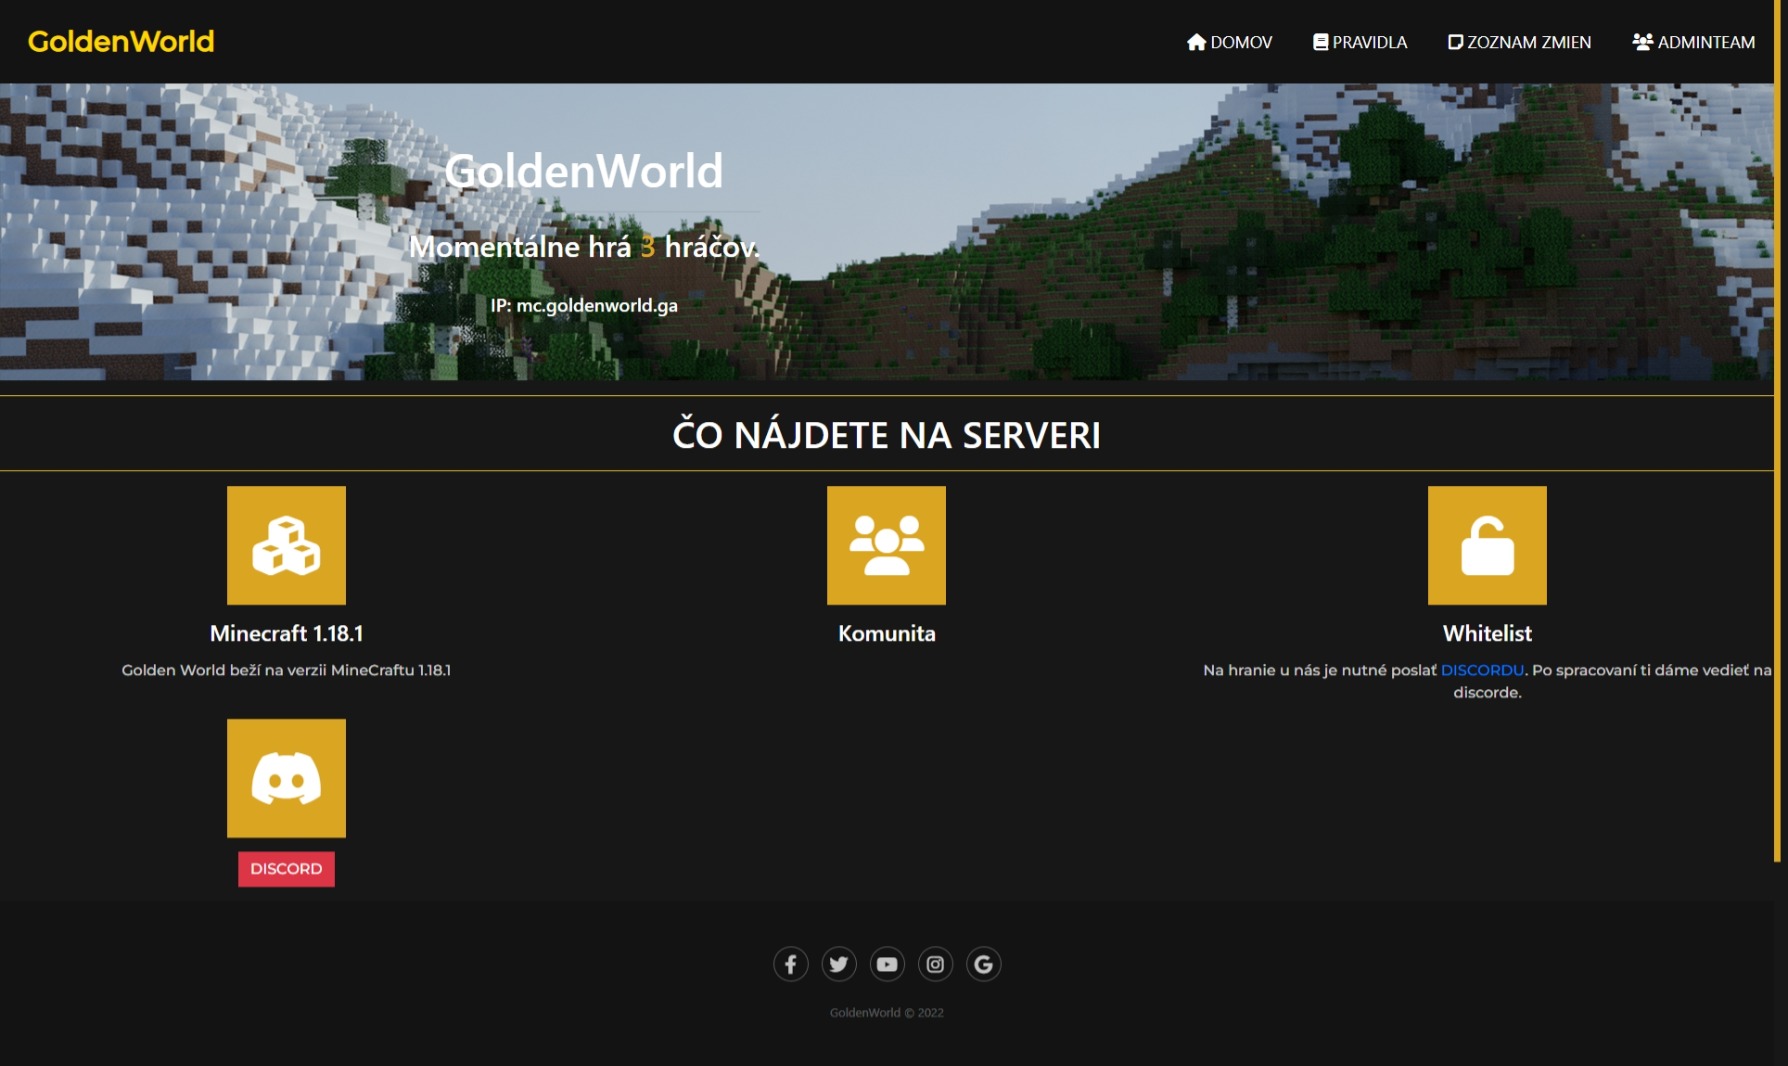 GoldenWorld
DOMOV
PRAVIDLA
ZOZNAM ZMIEN
ADMINTEAM
GoldenWorld
Momentálne hrá 3 hráčov.
IP: mc.goldenworld.ga
ČO NÁJDETE NA SERVERI
Minecraft 1.18.1
Golden World beží na verzii MineCraftu 1.18.1
Komunita
Whitelist
Na hranie u nás je nutné poslať DISCORDU. Po spracovaní ti dáme vedieť na
discorde.
DISCORD
GoldenWorld © 2022